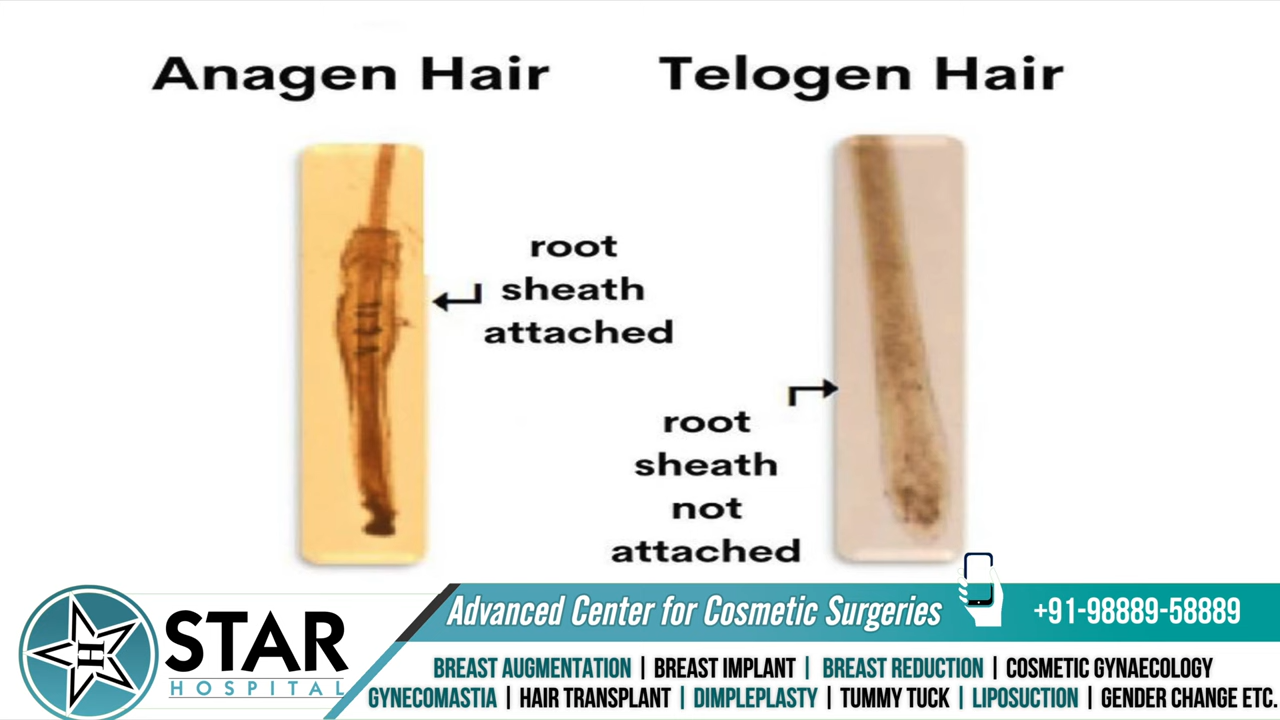 Anagen Hair
Telogen Hair
root
sheath
attached
root
sheath
not
attached
H
STAR
HOSPITAL
Advanced Center for Cosmetic Surgeries
+91-98889-58889
BREAST AUGMENTATION | BREAST IMPLANT | BREAST REDUCTION | COSMETIC GYNAECOLOGY
GYNECOMASTIA | HAIR TRANSPLANT | DIMPLEPLASTY | TUMMY TUCK | LIPOSUCTION | GENDER CHANGE ETC.